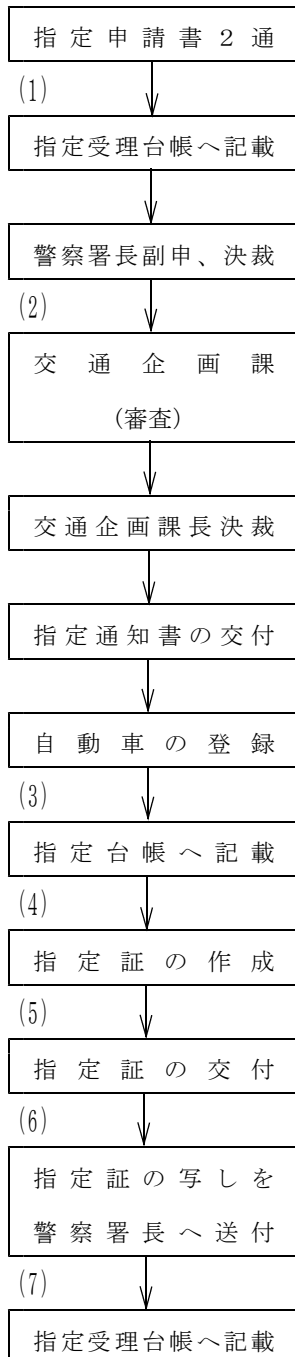 指定申請書2通
(1)
指定受理台帳へ記載
警察署長副申、決裁
(2)
交通企画課
(審査)
交通企画課長決裁
指定通知書の交付
自動車の登録
(3)
指定台帳へ記載
(4)
指定証の作成
(5)
指定証の交付
(6)
指定証の写しを
警察署長へ送付
(7)
指定受理台帳へ記載